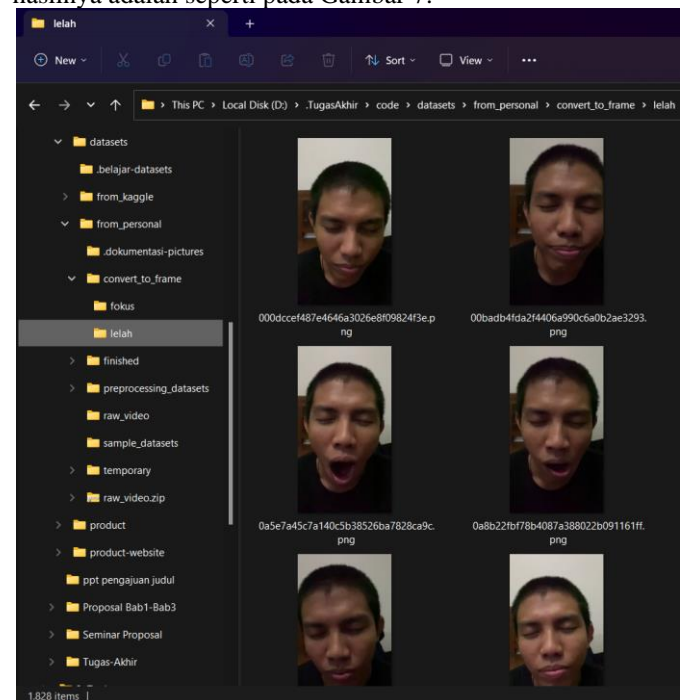 hasilnya adalah seperti pada Gambar 7.
lelah
New
Sort
View
This PC > Local Disk (D:) > .TugasAkhir > code > datasets > from_personal > convert_to_frame > lelah
datasets
.belajar-datasets
from_kaggle
from_personal
.dokumentasi-pictures
convert_to_frame
fokus
lelah
finished
preprocessing_datasets
raw_video
sample_datasets
temporary
raw_video.zip
product
product-website
ppt pengajuan judul
Proposal Bab1-Bab3
Seminar Proposal
Tugas-Akhir
000dccef487e4646a3026e8f09824f3e.p
ng
00badb4fda2f4406a990c6a0b2ae3293.
png
0a5e7a45c7a140c5b38526ba7828ca9c.
png
0a8b22fbf78b4087a388022b091161ff.
png
1.828 items